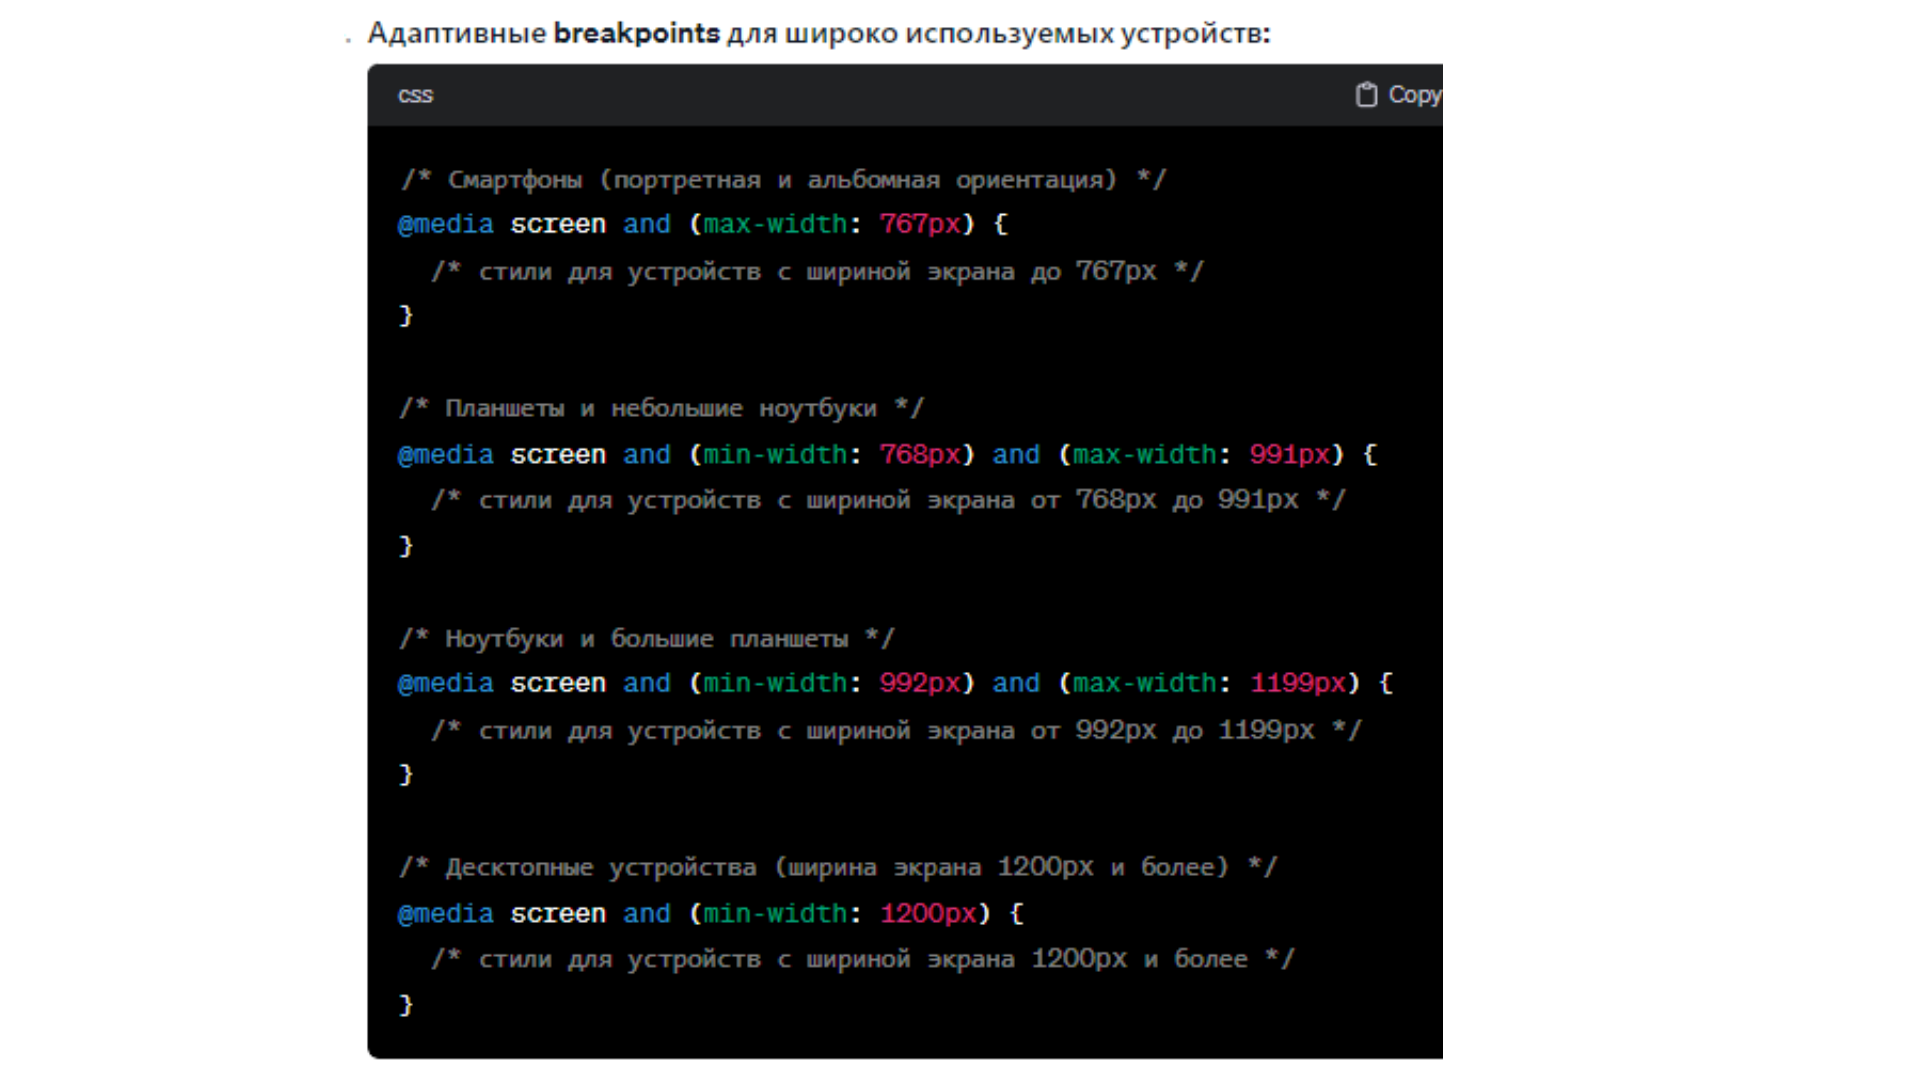 Адаптивные breakpoints для широко используемых устройств:
css
Copy
/* Смартфоны (портретная и альбомная ориентация) */
@media screen and (max-width: 767px) {
/* стили для устройств с шириной экрана до 767px */
}
/* Планшеты и небольшие ноутбуки */
@media screen and (min-width: 768px) and (max-width: 991px) {
/* стили для устройств с шириной экрана от 768px до 991px */
}
/* Ноутбуки и большие планшеты */
@media screen and (min-width: 992px) and (max-width: 1199px) {
/* стили для устройств с шириной экрана от 992px до 1199px */
}
/* Десктопные устройства (ширина экрана 1200px и более) */
@media screen and (min-width: 1200px) {
/* стили для устройств с шириной экрана 1200px и более */
}